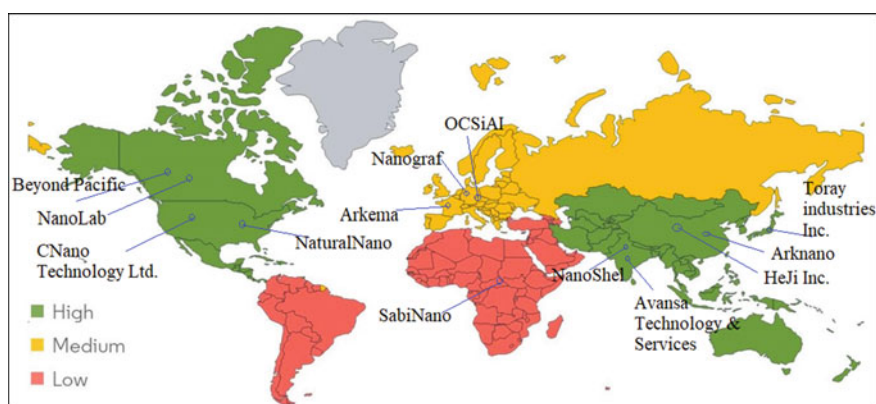 OCSiAI
Nanograf
Beyond Pacific
NanoLab
Arkema
Toray
industries
Inc.
CNano
Technology Ltd.
NaturalNano
Arknano
NanoShel
HeJi Inc.
SabiNano
Avansa
Technology &
Services
High
Medium
Low